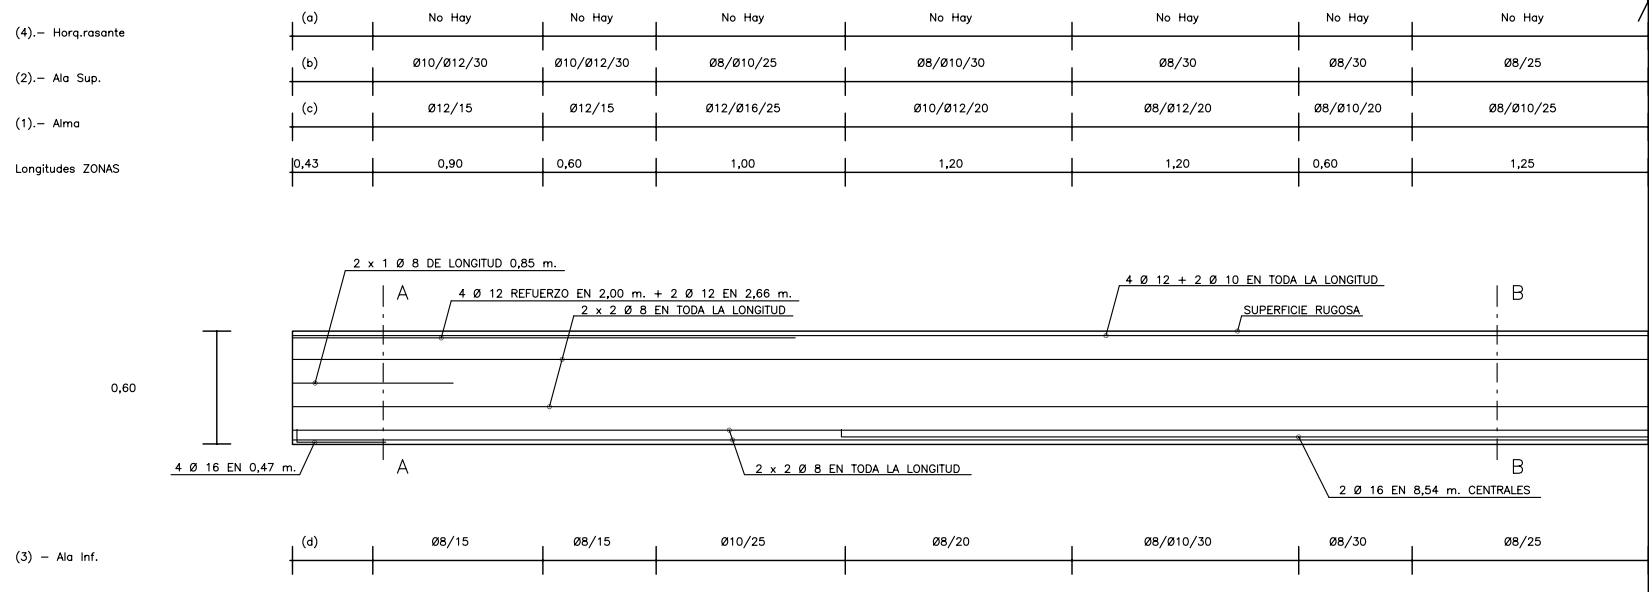 (4).- Horq.rasante (a) No Hay No Hay No Hay No Hay No Hay No Hay No Hay
(2).- Ala Sup. (b) Ø10/Ø12/30 Ø10/Ø12/30 Ø8/Ø10/25 Ø8/Ø10/30 Ø8/30 Ø8/30 Ø8/25
(1).- Alma (c) Ø12/15 Ø12/15 Ø12/Ø16/25 Ø10/Ø12/20 Ø8/Ø12/20 Ø8/Ø10/20 Ø8/Ø10/25
Longitudes ZONAS 0,43 0,90 0,60 1,00 1,20 1,20 0,60 1,25
2 x 1 Ø 8 DE LONGITUD 0,85 m.
A
4 Ø 12 REFUERZO EN 2,00 m. + 2 Ø 12 EN 2,66 m.
2 x 2 Ø 8 EN TODA LA LONGITUD
4 Ø 12 + 2 Ø 10 EN TODA LA LONGITUD
SUPERFICIE RUGOSA
B
0,60
4 Ø 16 EN 0,47 m.
A
2 x 2 Ø 8 EN TODA LA LONGITUD
B
2 Ø 16 EN 8,54 m. CENTRALES
(3) - Ala Inf. (d) Ø8/15 Ø8/15 Ø10/25 Ø8/20 Ø8/Ø10/30 Ø8/30 Ø8/25